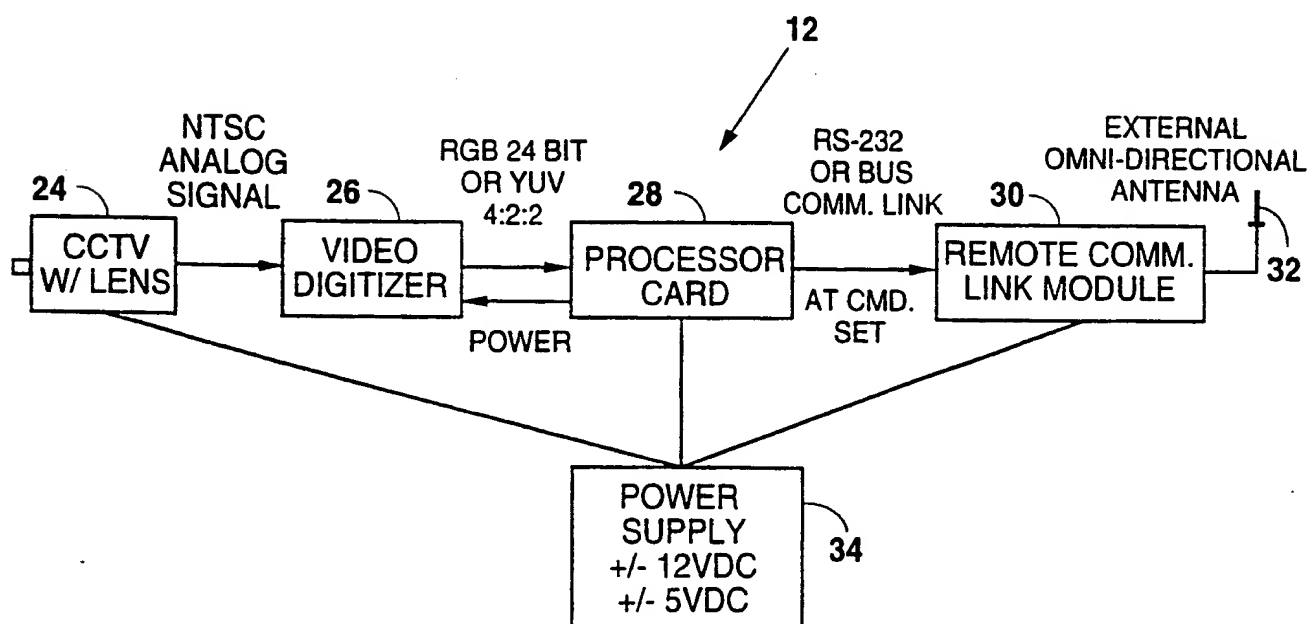 12
NTSC
ANALOG
SIGNAL
RGB 24 BIT
OR YUV
4:2:2
RS-232
OR BUS
COMM. LINK
EXTERNAL
OMNI-DIRECTIONAL
ANTENNA
24
26
28
30
32
CCTV
W/ LENS
VIDEO
DIGITIZER
PROCESSOR
CARD
REMOTE COMM.
LINK MODULE
POWER
AT CMD.
SET
POWER
SUPPLY
+/- 12VDC
+/- 5VDC
34